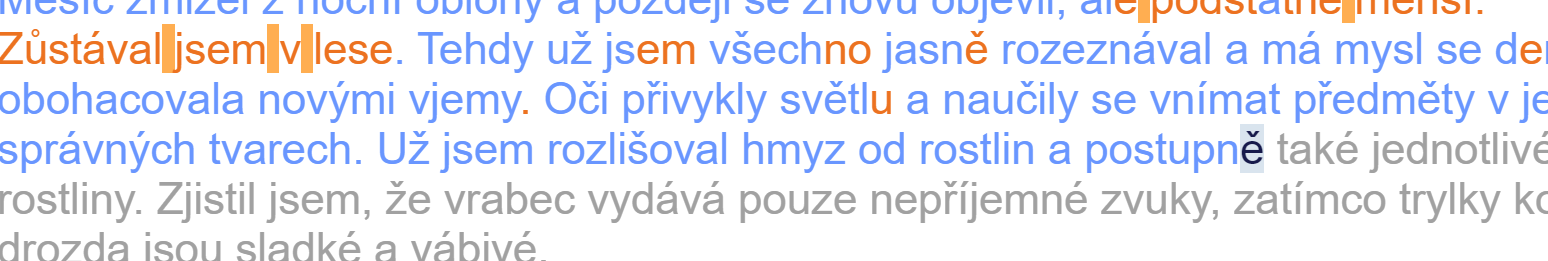 Měsíc zmizel z noční oblohy a později se znovu objevil, ale podstatně menší.
Zůstával jsem v lese. Tehdy už jsem všechno jasně rozeznával a má mysl se
obohacovala novými vjemy. Oči přivykly světlu a naučily se vnímat předměty v
správných tvarech. Už jsem rozlišoval hmyz od rostlin a postupně také jednotlivé
rostliny. Zjistil jsem, že vrabec vydává pouze nepříjemné zvuky, zatímco trylky
drozda jsou sladké a vábivé.